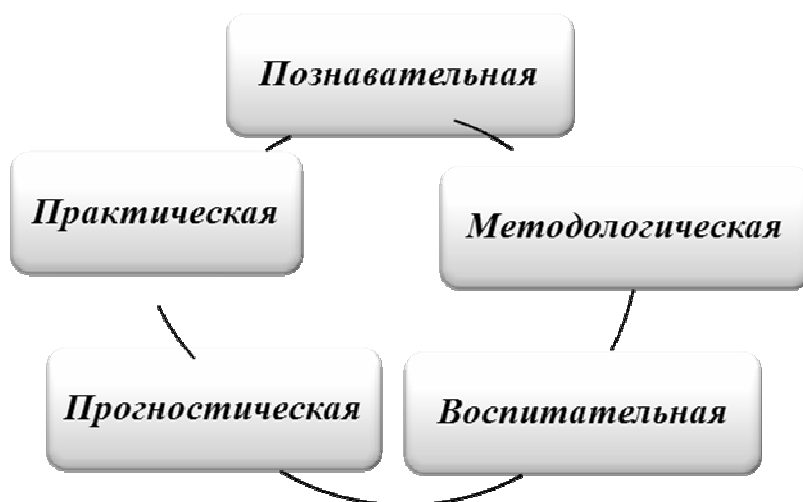 Познавательная
Практическая
Методологическая
Прогностическая
Воспитательная